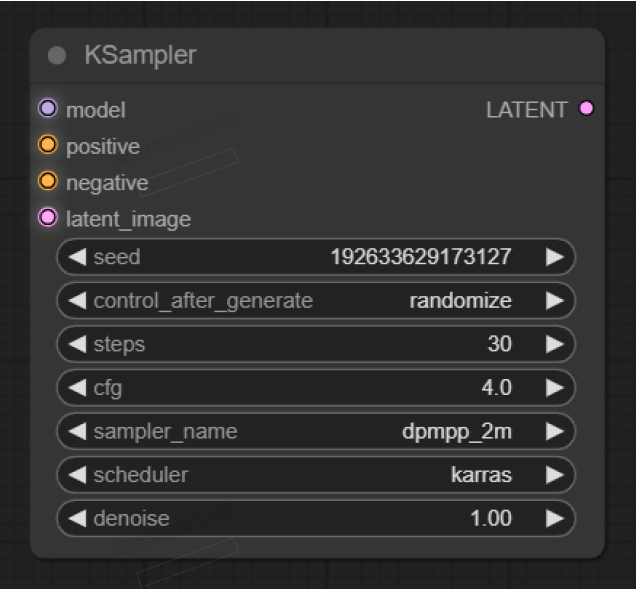 KSampler
model LATENT
positive
negative
latent_image
seed 192633629173127
control_after_generate randomize
steps 30
cfg 4.0
sampler_name dpmpp_2m
scheduler karras
denoise 1.00